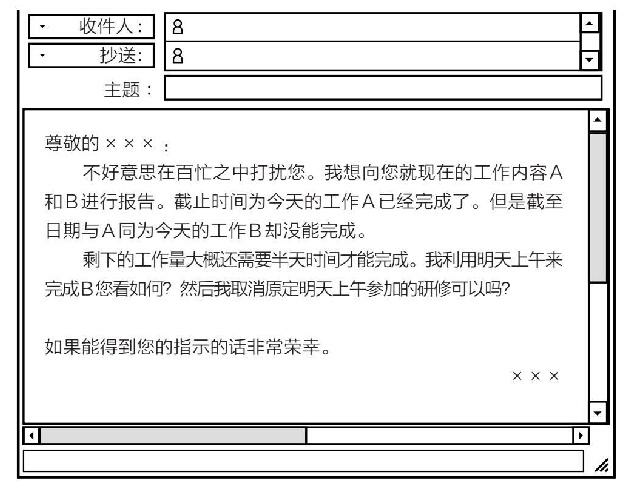 收件人：
抄送：
主题：
尊敬的×××：
不好意思在百忙之中打扰您。我想向您就现在的工作内容A
和B进行报告。截止时间为今天的工作A已经完成了。但是截至
日期与A同为今天的工作B却没能完成。
剩下的工作量大概还需要半天时间才能完成。我利用明天上午来
完成B您看如何？然后我取消原定明天上午参加的研修可以吗？
如果能得到您的指示的话非常荣幸。
×××